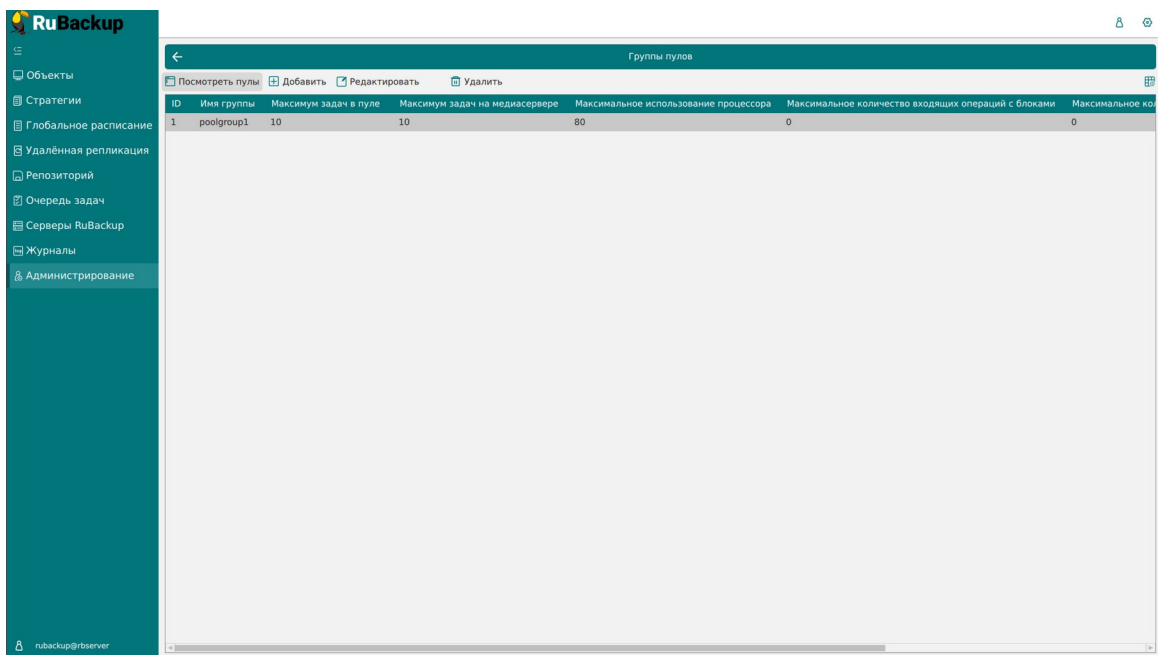 RuBackup
Группы пулов
Объекты
Стратегии
Глобальное расписание
Удалённая репликация
Репозиторий
Очередь задач
Серверы RuBackup
Журналы
Администрирование
Посмотреть пулы Добавить Редактировать Удалить
ID Имя группы Максимум задач в пуле Максимум задач на медиасервере Максимальное использование процессора Максимальное количество входящих операций с блоками Максимальное кол
1 poolgroup1 10 10 80 0 0
rubackup@rbserver